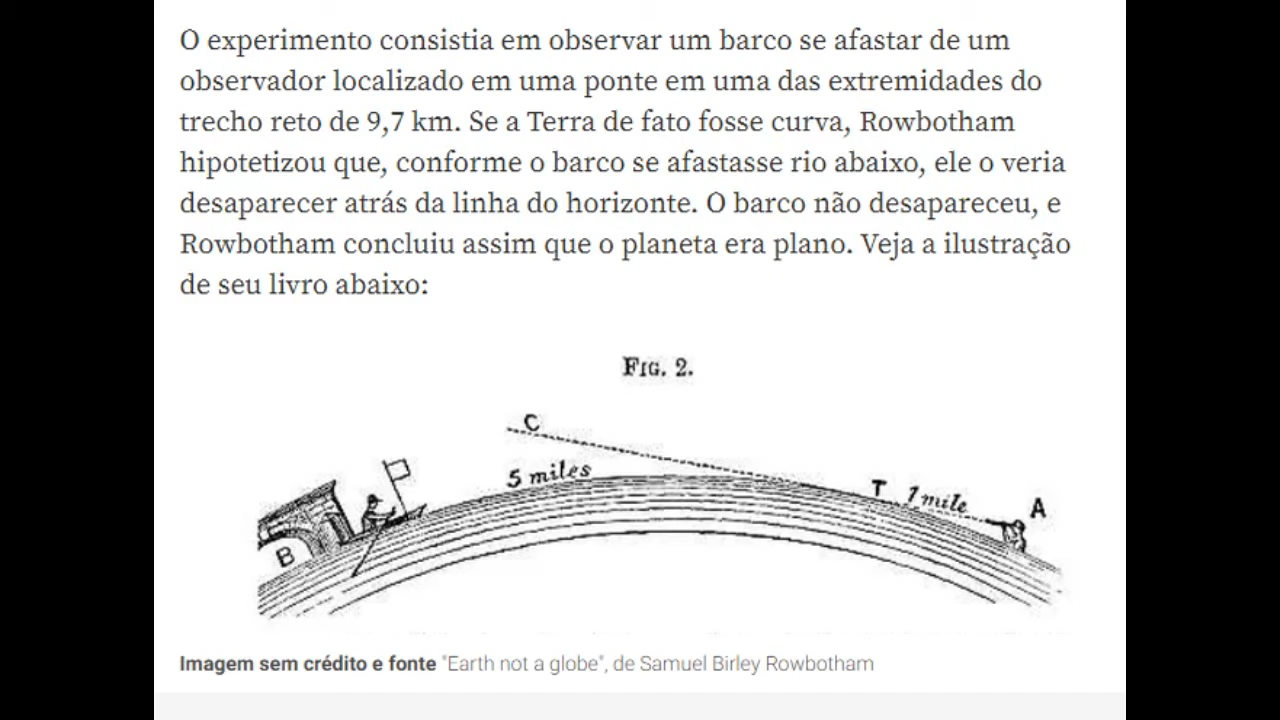 O experimento consistia em observar um barco se afastar de um
observador localizado em uma ponte em uma das extremidades do
trecho reto de 9,7 km. Se a Terra de fato fosse curva, Rowbotham
hipotetizou que, conforme o barco se afastasse rio abaixo, ele o veria
desaparecer atrás da linha do horizonte. O barco não desapareceu, e
Rowbotham concluiu assim que o planeta era plano. Veja a ilustração
de seu livro abaixo:
FIG. 2.
C
5 miles
T 1 mile
A
B
Imagem sem crédito e fonte "Earth not a globe", de Samuel Birley Rowbotham